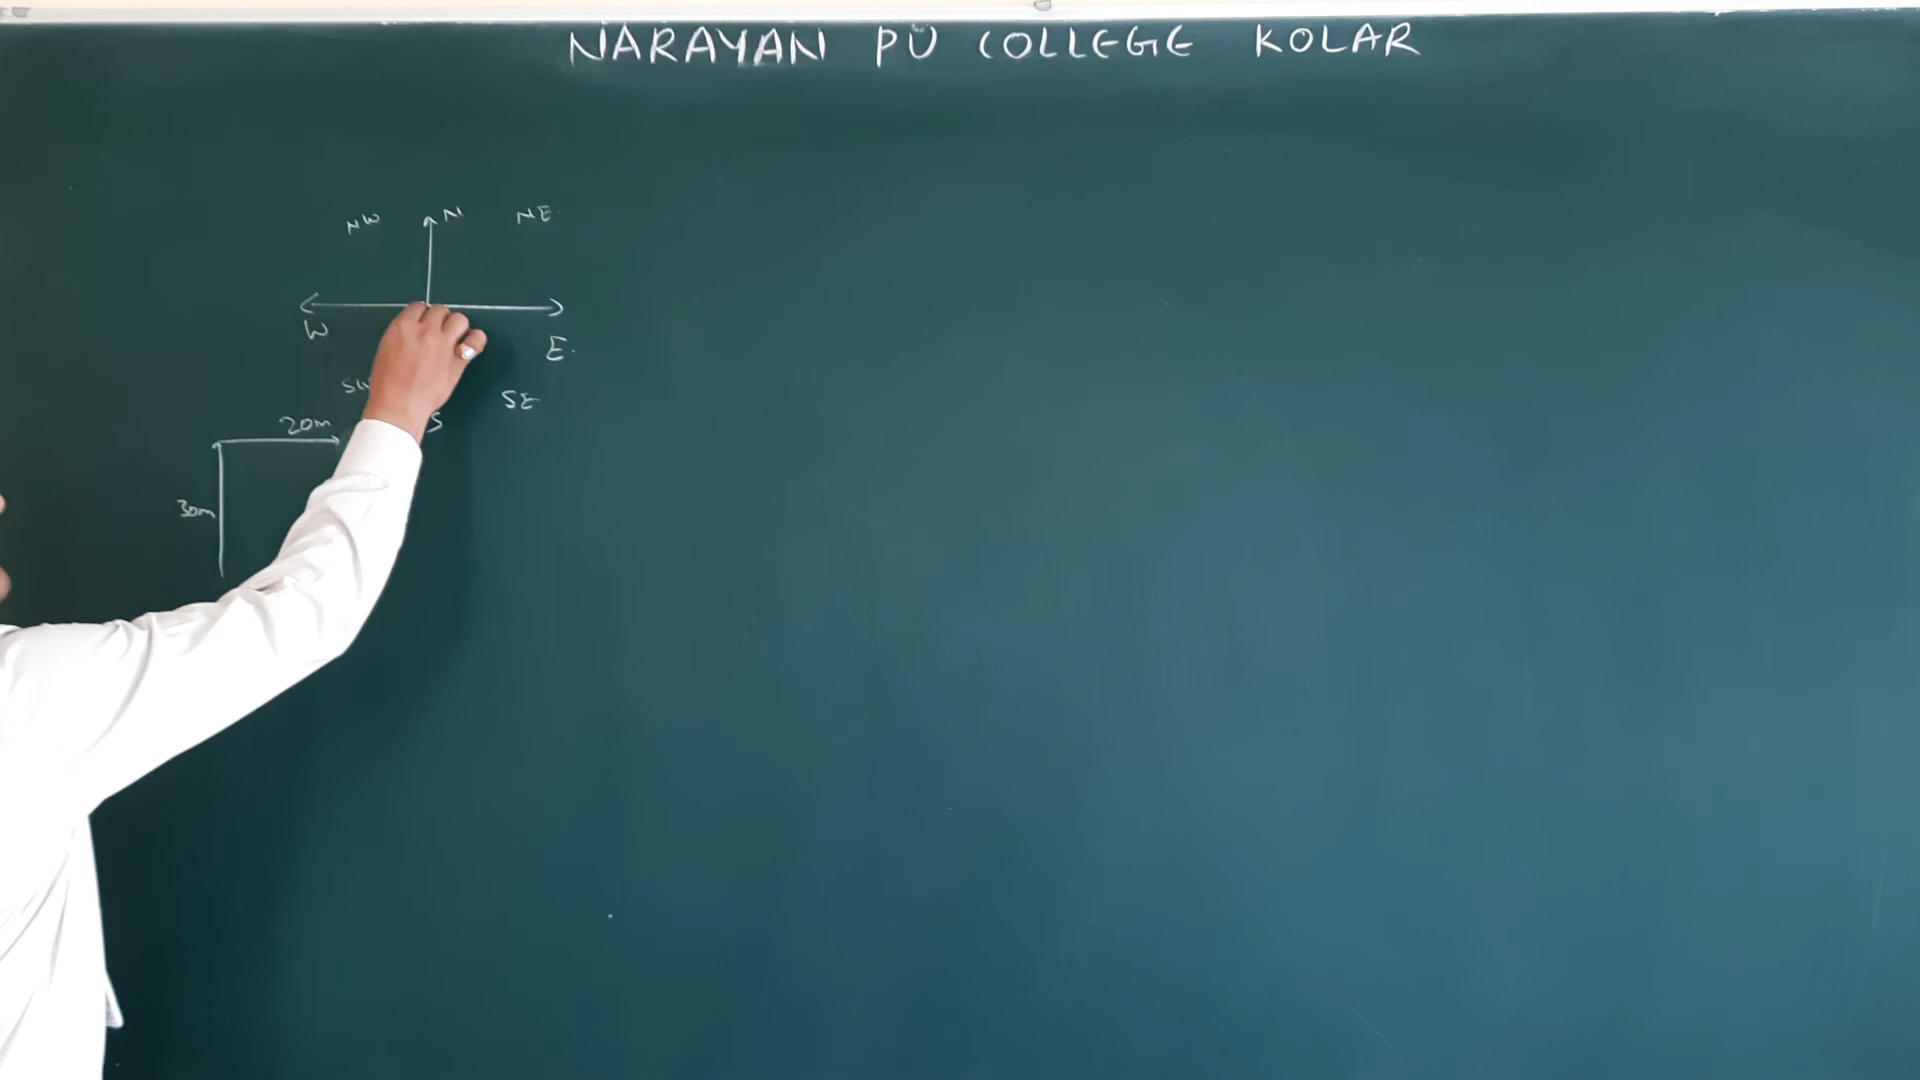 NARAYAN PU COLLEGE KOLAR
NW N NE
W E
SW SE
S
20m
30m